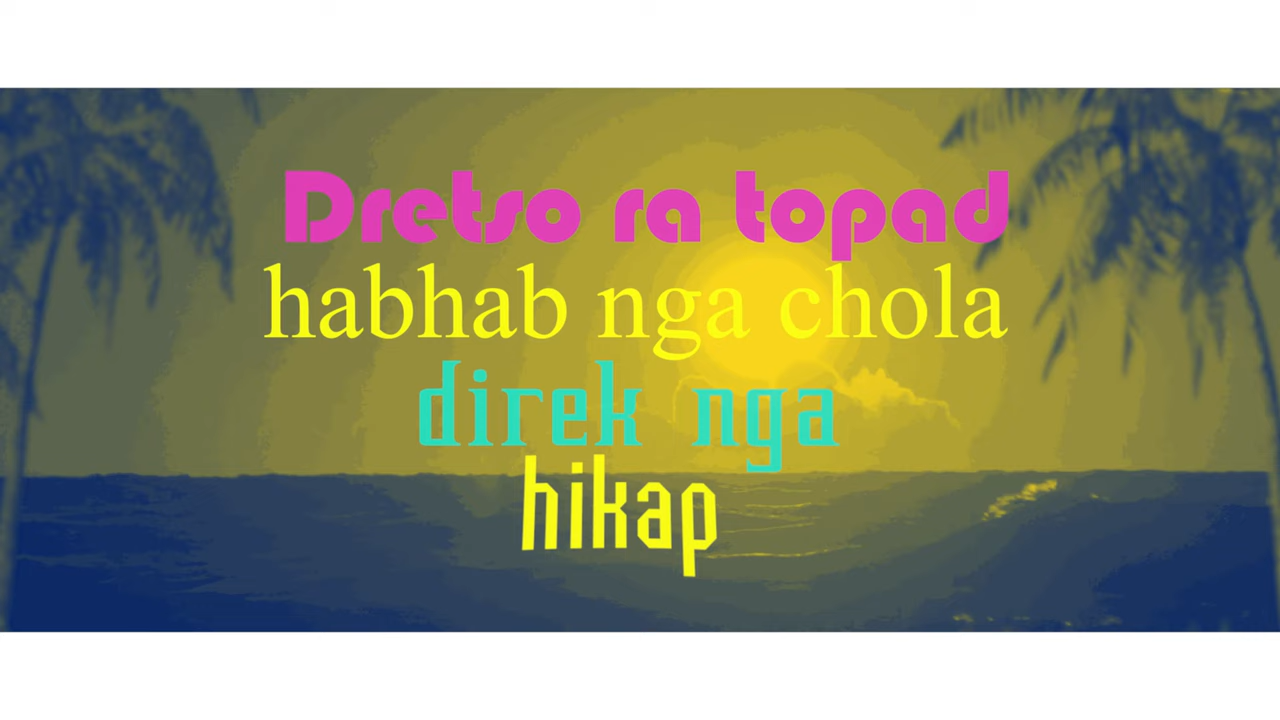 Dretso ra topad
habhab nga chola
direk nga
hikap